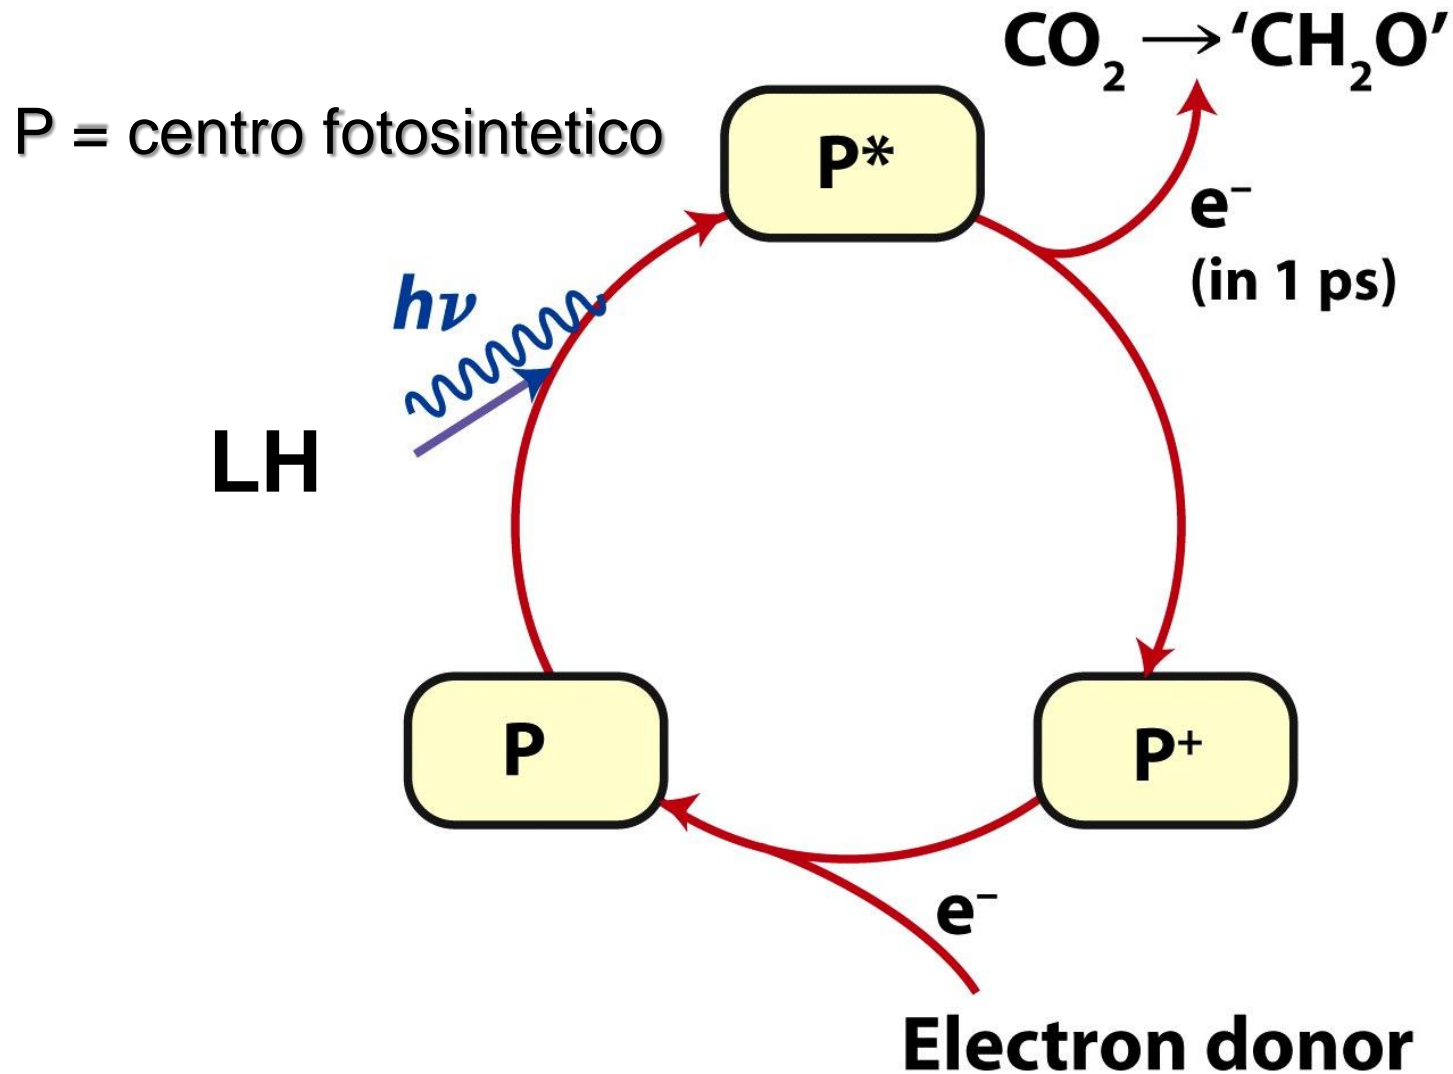 CO₂ → ‘CH₂O’
P = centro fotosintetico
P*
e⁻
(in 1 ps)
hν
LH
P
P⁺
e⁻
Electron donor